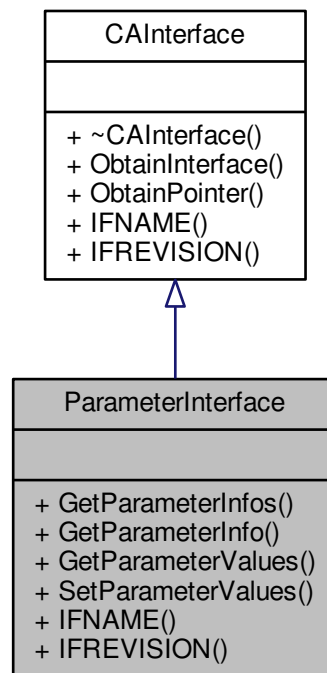 CAInterface
+ ~CAInterface()
+ ObtainInterface()
+ ObtainPointer()
+ IFNAME()
+ IFREVISION()
ParameterInterface
+ GetParameterInfos()
+ GetParameterInfo()
+ GetParameterValues()
+ SetParameterValues()
+ IFNAME()
+ IFREVISION()